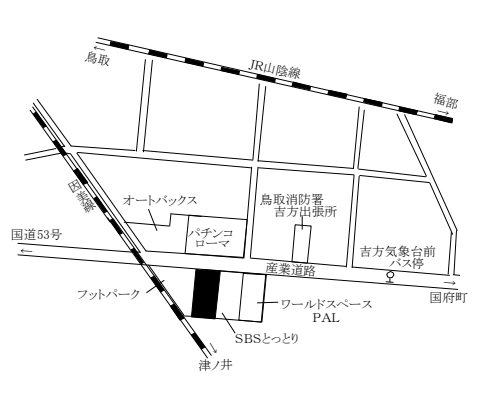 JR山陰線
鳥取
福部
因美線
オートバックス
鳥取消防署
吉方出張所
パチンコ
ローマ
国道53号
吉方気象台前
バス停
産業道路
フットパーク
国府町
ワールドスペース
PAL
SBSとっとり
津ノ井